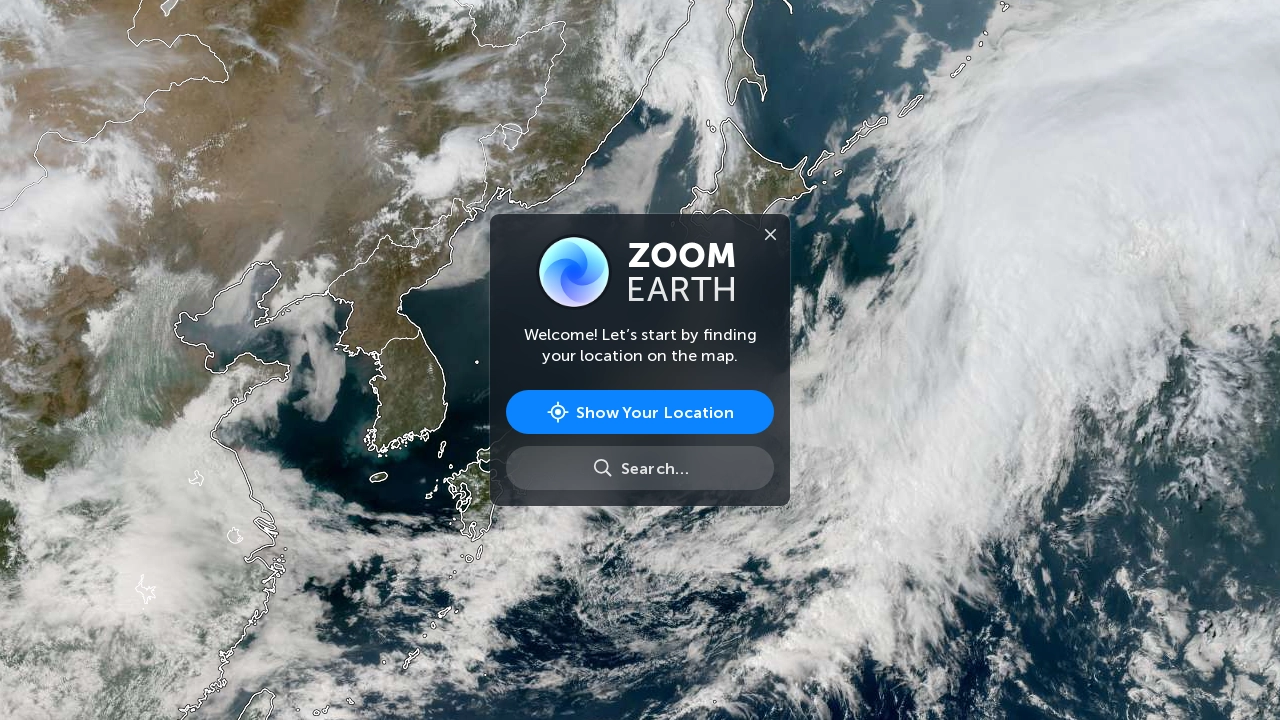 ZOOM
EARTH
Welcome! Let’s start by finding
your location on the map.
Show Your Location
Search...